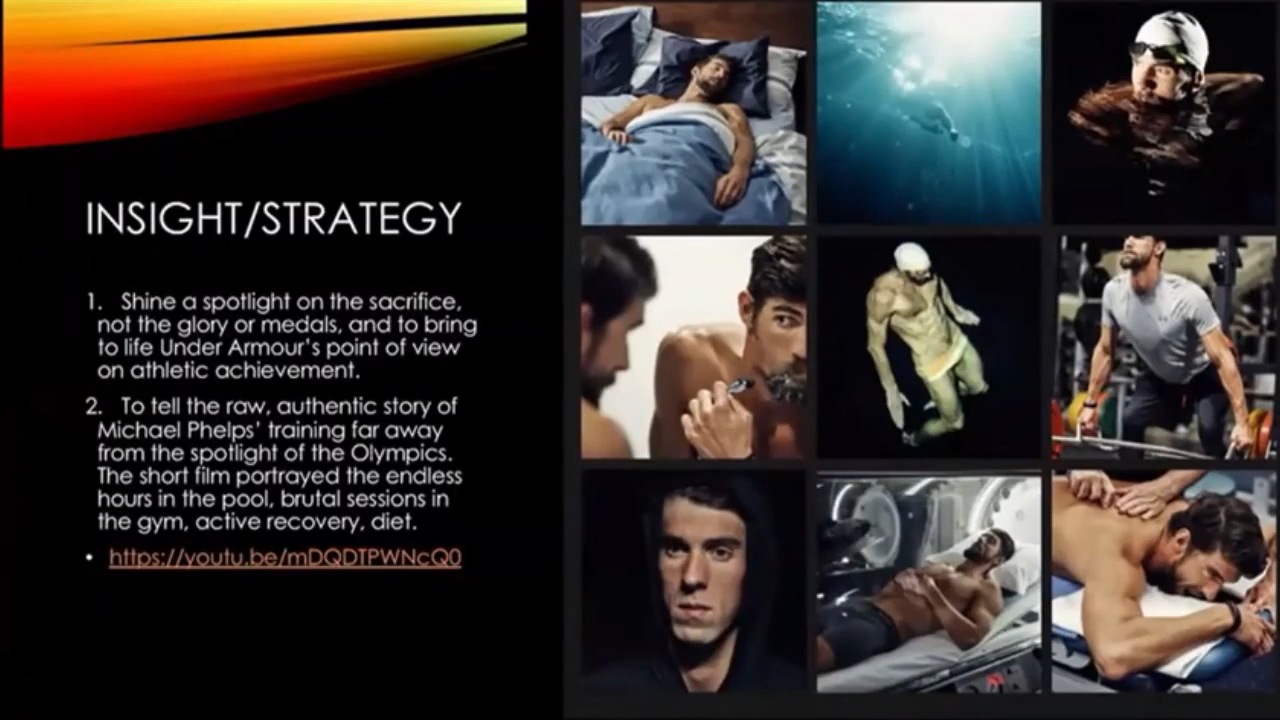 INSIGHT/STRATEGY
1. Shine a spotlight on the sacrifice,
not the glory or medals, and to bring
to life Under Armour's point of view
on athletic achievement.
2. To tell the raw, authentic story of
Michael Phelps' training far away
from the spotlight of the Olympics.
The short film portrayed the endless
hours in the pool, brutal sessions in
the gym, active recovery, diet.
• https://youtu.be/mDQDTPWNcQ0